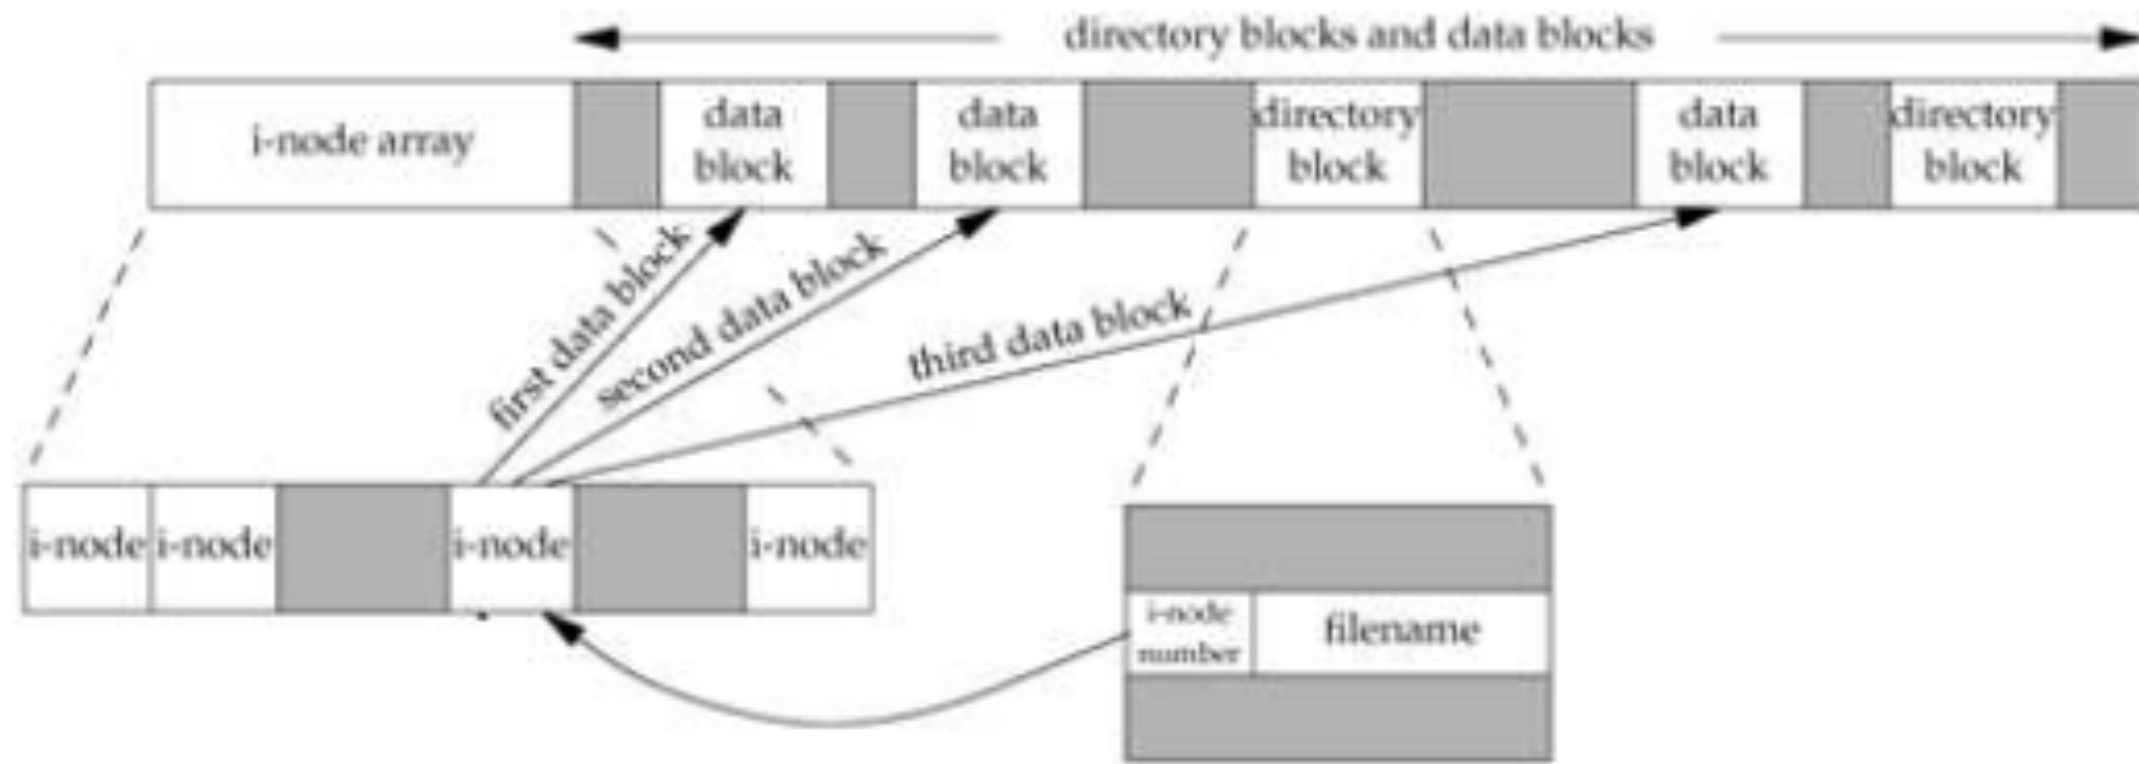 directory blocks and data blocks
i-node array
data
block
data
block
directory
block
data
block
directory
block
first data block
second data block
third data block
i-node
i-node
i-node
i-node
i-node
number
filename